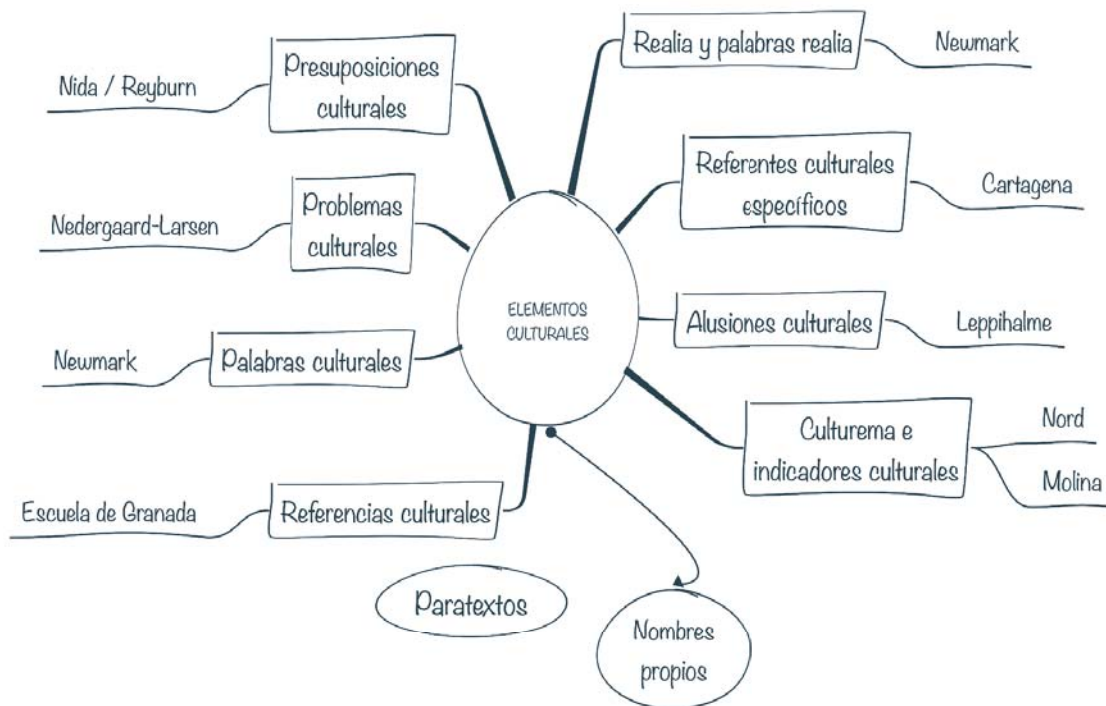 Realia y palabras realia
Newmark
Presuposiciones
culturales
Nida / Reyburn
Referentes culturales
específicos
Cartagena
Problemas
culturales
Nedergaard-Larsen
ELEMENTOS
CULTURALES
Alusiones culturales
Leppihalme
Palabras culturales
Newmark
Culturema e
indicadores culturales
Nord
Molina
Referencias culturales
Escuela de Granada
Paratextos
Nombres
propios